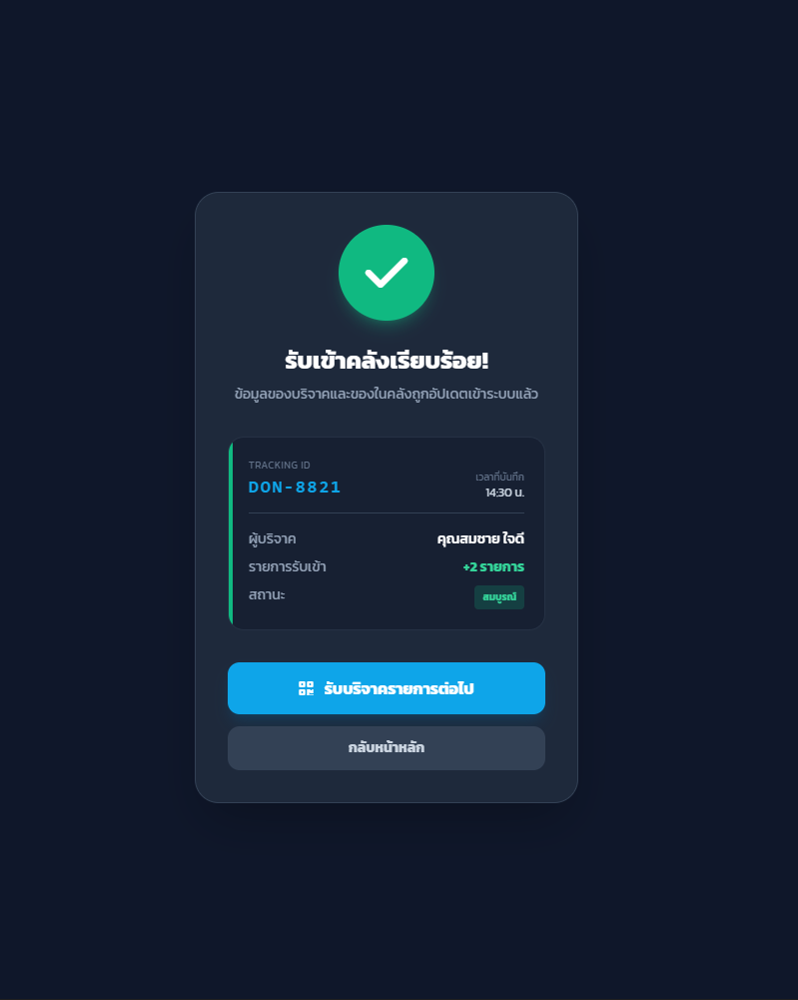 รับเข้าคลังเรียบร้อย!
ข้อมูลของบริจาคและของในคลังถูกอัปเดตเข้าระบบแล้ว
TRACKING ID
DON-8821
เวลาที่บันทึก
14:30 น.
ผู้บริจาค คุณสมชาย ใจดี
รายการรับเข้า +2 รายการ
สถานะ สมบูรณ์
รับบริจาครายการต่อไป
กลับหน้าหลัก